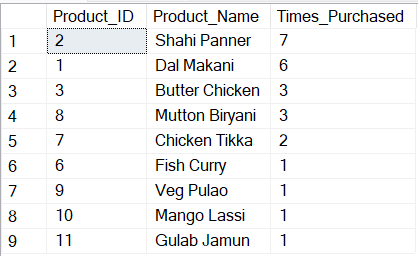 Product_ID Product_Name Times_Purchased
1 2 Shahi Panner 7
2 1 Dal Makani 6
3 3 Butter Chicken 3
4 8 Mutton Biryani 3
5 7 Chicken Tikka 2
6 6 Fish Curry 1
7 9 Veg Pulao 1
8 10 Mango Lassi 1
9 11 Gulab Jamun 1